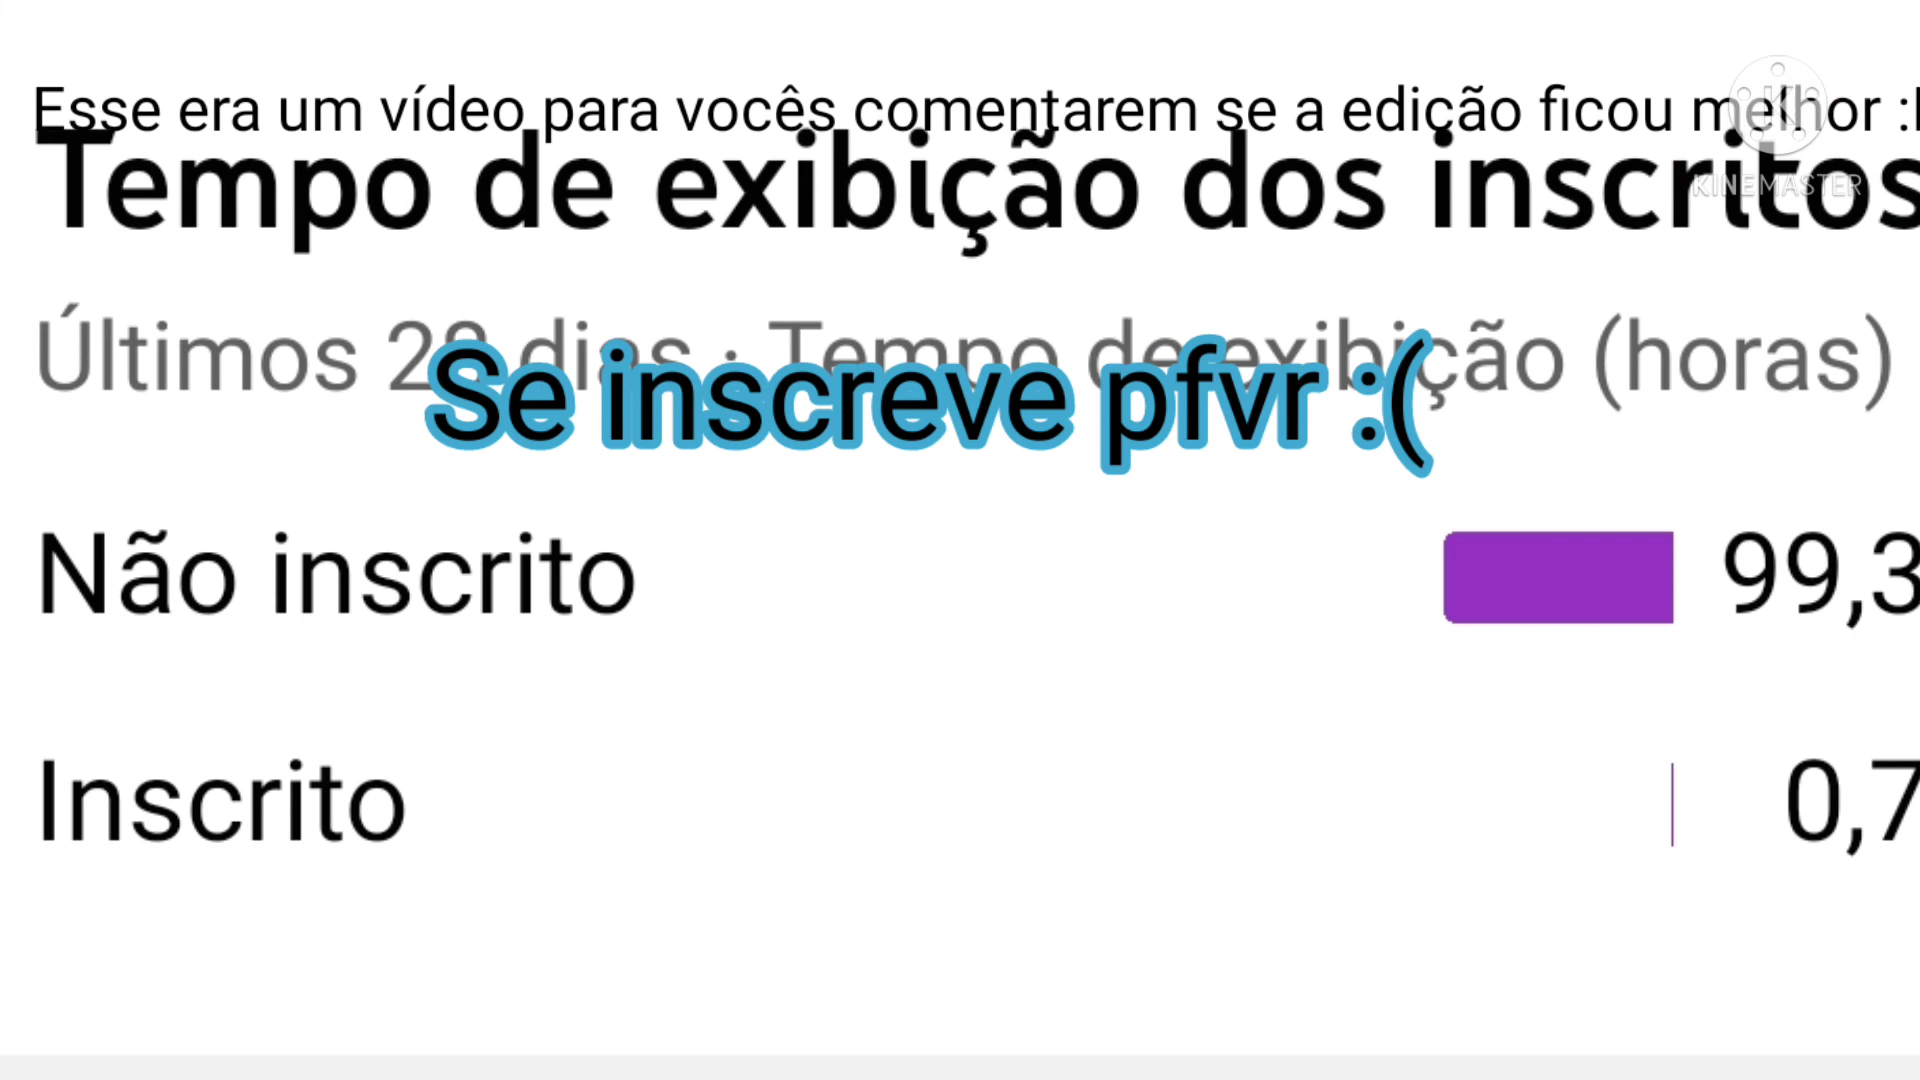 Esse era um vídeo para vocês comentarem se a edição ficou melhor :
KINEMASTER
Tempo de exibição dos inscritos
Últimos 28 dias · Tempo de exibição (horas)
Se inscreve pfvr :(
Não inscrito 99,3
Inscrito 0,7